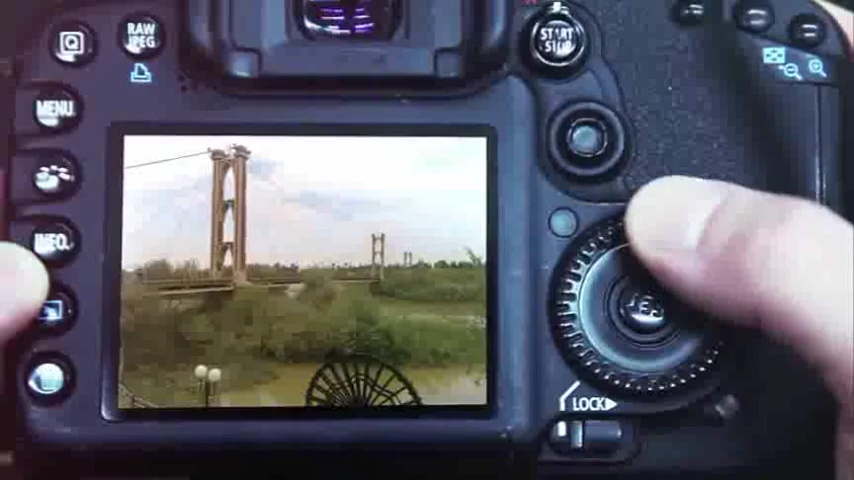 Q
RAW
JPEG
START
STOP
MENU
INFO.
SET
LOCK